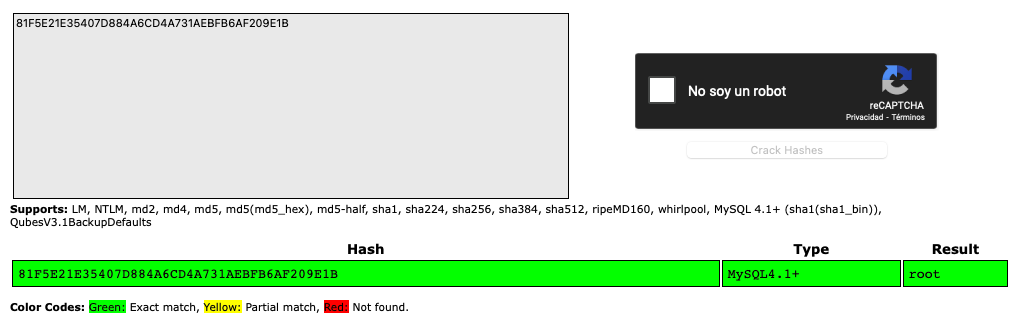 81F5E21E35407D884A6CD4A731AEBFB6AF209E1B
No soy un robot
reCAPTCHA
Privacidad - Términos
Crack Hashes
Supports: LM, NTLM, md2, md4, md5, md5(md5_hex), md5-half, sha1, sha224, sha256, sha384, sha512, ripeMD160, whirlpool, MySQL 4.1+ (sha1(sha1_bin)),
QubesV3.1BackupDefaults
Hash Type Result
81F5E21E35407D884A6CD4A731AEBFB6AF209E1B MySQL4.1+ root
Color Codes: Green: Exact match, Yellow: Partial match, Red: Not found.